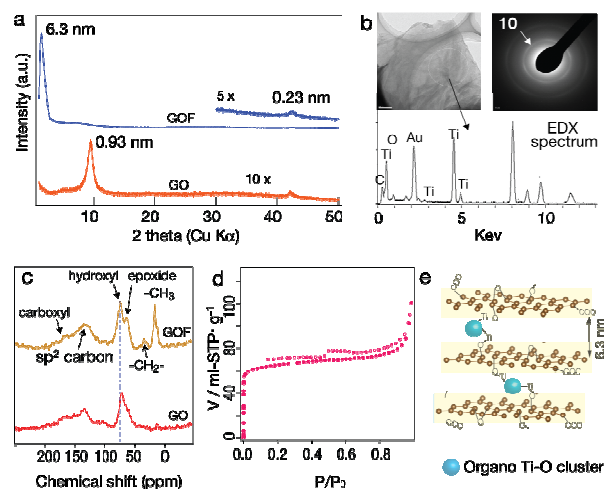 a
6.3 nm
GOF
5 x
0.23 nm
0.93 nm
GO
10 x
Intensity (a.u.)
0 10 20 30 40 50
2 theta (Cu Kα)
b
10
EDX
spectrum
C
Ti
O
Au
Ti
Ti
Ti
0 5 10
Kev
c
hydroxyl
epoxide
-CH3
carboxyl
GOF
sp2 carbon
-CH2-
GO
200 150 100 50 0
Chemical shift (ppm)
d
V / ml-STP· g-1
0 20 40 60 80 100
0.0 0.2 0.4 0.6 0.8
P/P0
e
Ti
Ti
Ti
6.3 nm
Organo Ti-O cluster